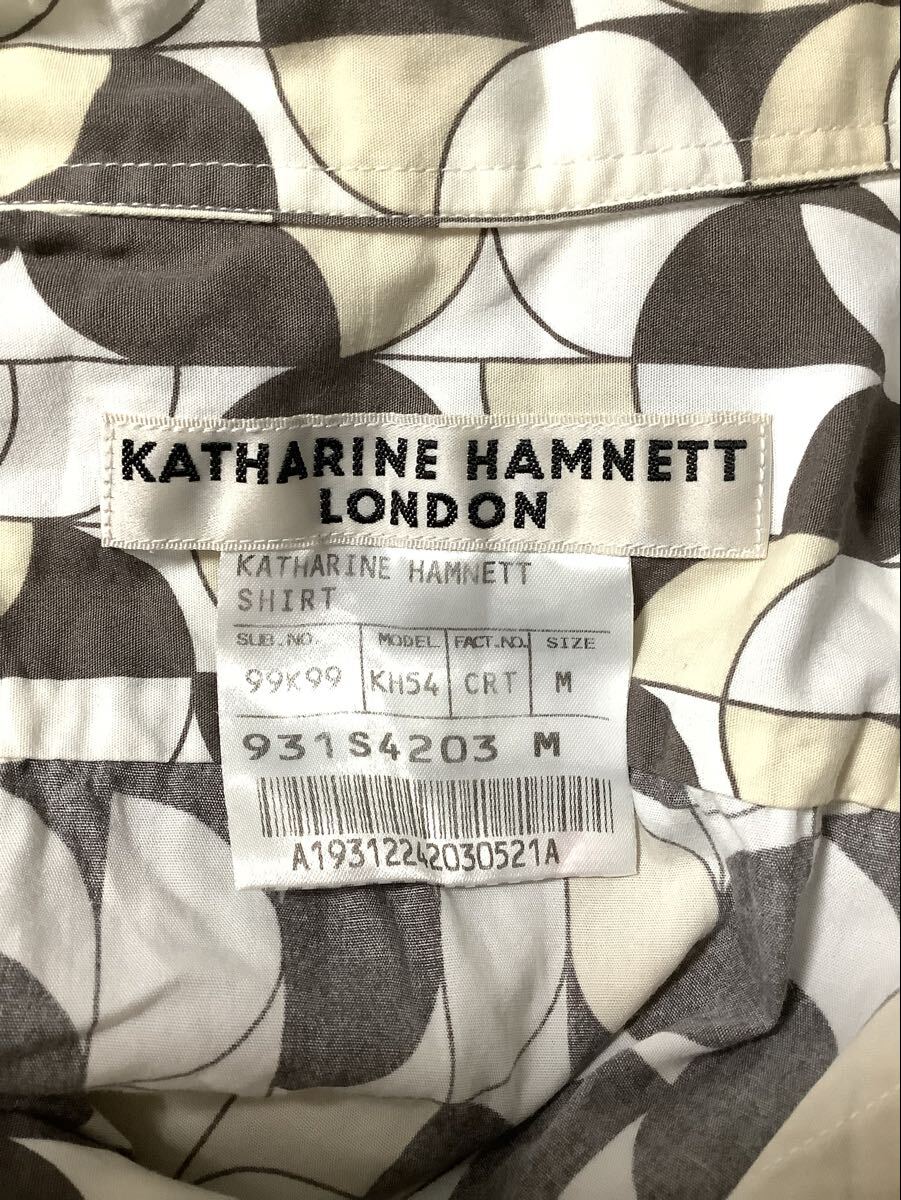 KATHARINE HAMNETT
LONDON
KATHARINE HAMNETT
SHIRT
SUB.NO. MODEL FACT.NO. SIZE
99K99 KH54 CRT M
931S4203 M
A19312242030521A